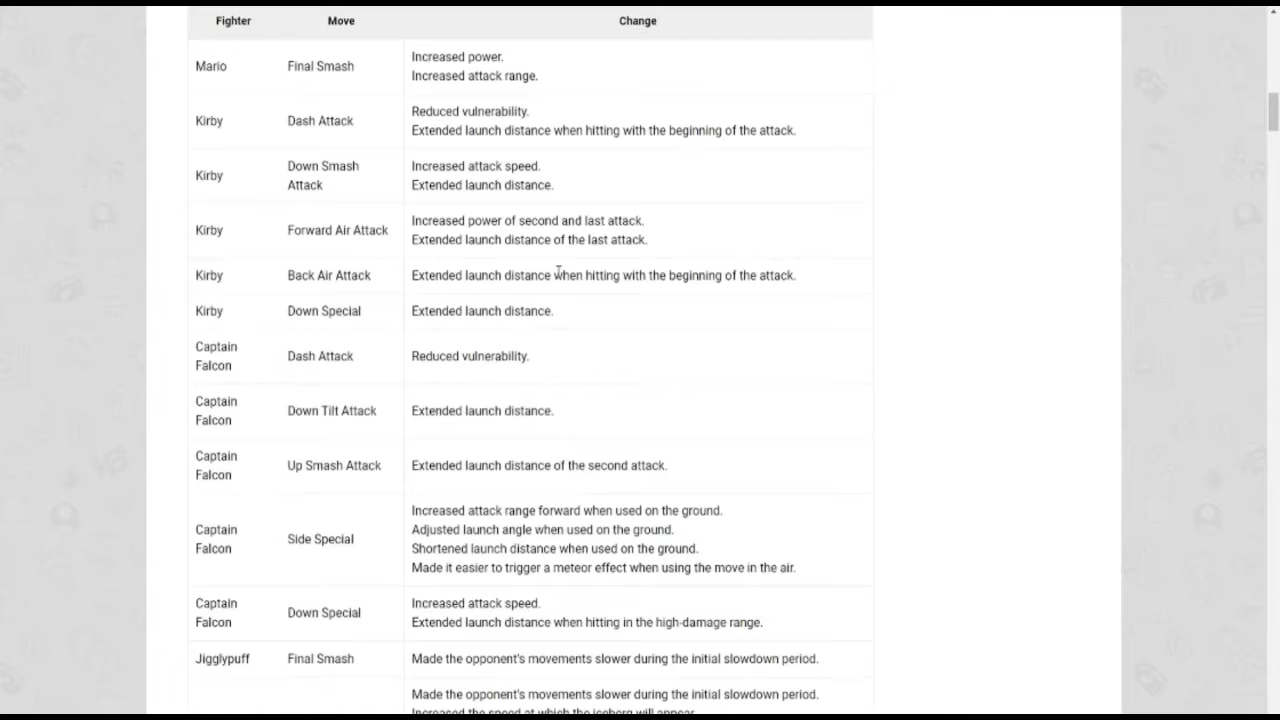 Fighter Move Change
Mario Final Smash Increased power.
Increased attack range.
Kirby Dash Attack Reduced vulnerability.
Extended launch distance when hitting with the beginning of the attack.
Kirby Down Smash Attack Increased attack speed.
Extended launch distance.
Kirby Forward Air Attack Increased power of second and last attack.
Extended launch distance of the last attack.
Kirby Back Air Attack Extended launch distance when hitting with the beginning of the attack.
Kirby Down Special Extended launch distance.
Captain Falcon Dash Attack Reduced vulnerability.
Captain Falcon Down Tilt Attack Extended launch distance.
Captain Falcon Up Smash Attack Extended launch distance of the second attack.
Captain Falcon Side Special Increased attack range forward when used on the ground.
Adjusted launch angle when used on the ground.
Shortened launch distance when used on the ground.
Made it easier to trigger a meteor effect when using the move in the air.
Captain Falcon Down Special Increased attack speed.
Extended launch distance when hitting in the high-damage range.
Jigglypuff Final Smash Made the opponent's movements slower during the initial slowdown period.
Made the opponent's movements slower during the initial slowdown period.
Increased the speed at which the iceberg will appear